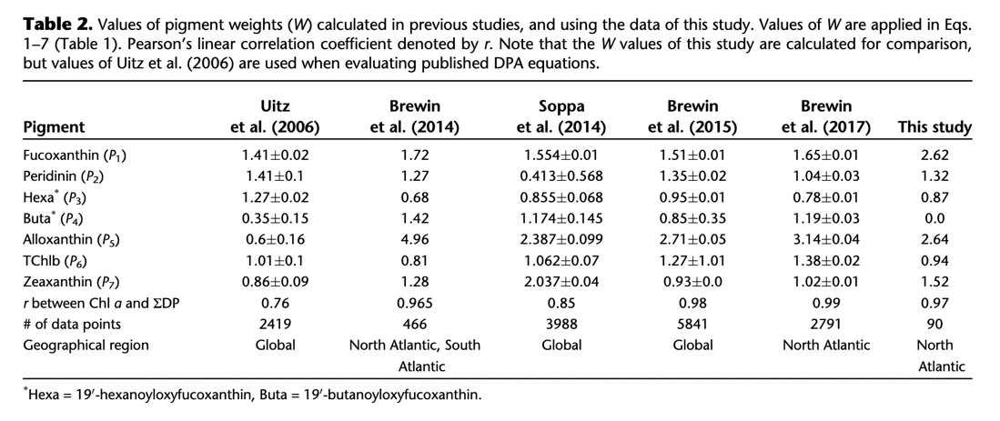 Table 2. Values of pigment weights (W) calculated in previous studies, and using the data of this study. Values of W are applied in Eqs.
1–7 (Table 1). Pearson's linear correlation coefficient denoted by r. Note that the W values of this study are calculated for comparison,
but values of Uitz et al. (2006) are used when evaluating published DPA equations.
Uitz Brewin Soppa Brewin Brewin
Pigment et al. (2006) et al. (2014) et al. (2014) et al. (2015) et al. (2017) This study
Fucoxanthin (P₁) 1.41±0.02 1.72 1.554±0.01 1.51±0.01 1.65±0.01 2.62
Peridinin (P₂) 1.41±0.1 1.27 0.413±0.568 1.35±0.02 1.04±0.03 1.32
Hexa* (P₃) 1.27±0.02 0.68 0.855±0.068 0.95±0.01 0.78±0.01 0.87
Buta* (P₄) 0.35±0.15 1.42 1.174±0.145 0.85±0.35 1.19±0.03 0.0
Alloxanthin (P₅) 0.6±0.16 4.96 2.387±0.099 2.71±0.05 3.14±0.04 2.64
TChlb (P₆) 1.01±0.1 0.81 1.062±0.07 1.27±1.01 1.38±0.02 0.94
Zeaxanthin (P₇) 0.86±0.09 1.28 2.037±0.04 0.93±0.0 1.02±0.01 1.52
r between Chl a and ΣDP 0.76 0.965 0.85 0.98 0.99 0.97
# of data points 2419 466 3988 5841 2791 90
Geographical region Global North Atlantic, South Global Global North Atlantic North
Atlantic Atlantic
*Hexa = 19′-hexanoyloxyfucoxanthin, Buta = 19′-butanoyloxyfucoxanthin.